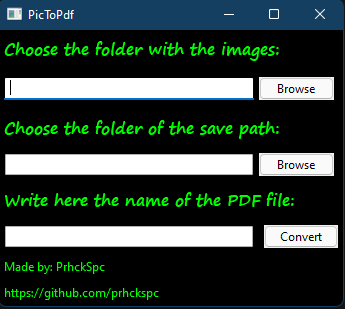 PicToPdf
Choose the folder with the images:
Browse
Choose the folder of the save path:
Browse
Write here the name of the PDF file:
Convert
Made by: PrhckSpc
https://github.com/prhckspc